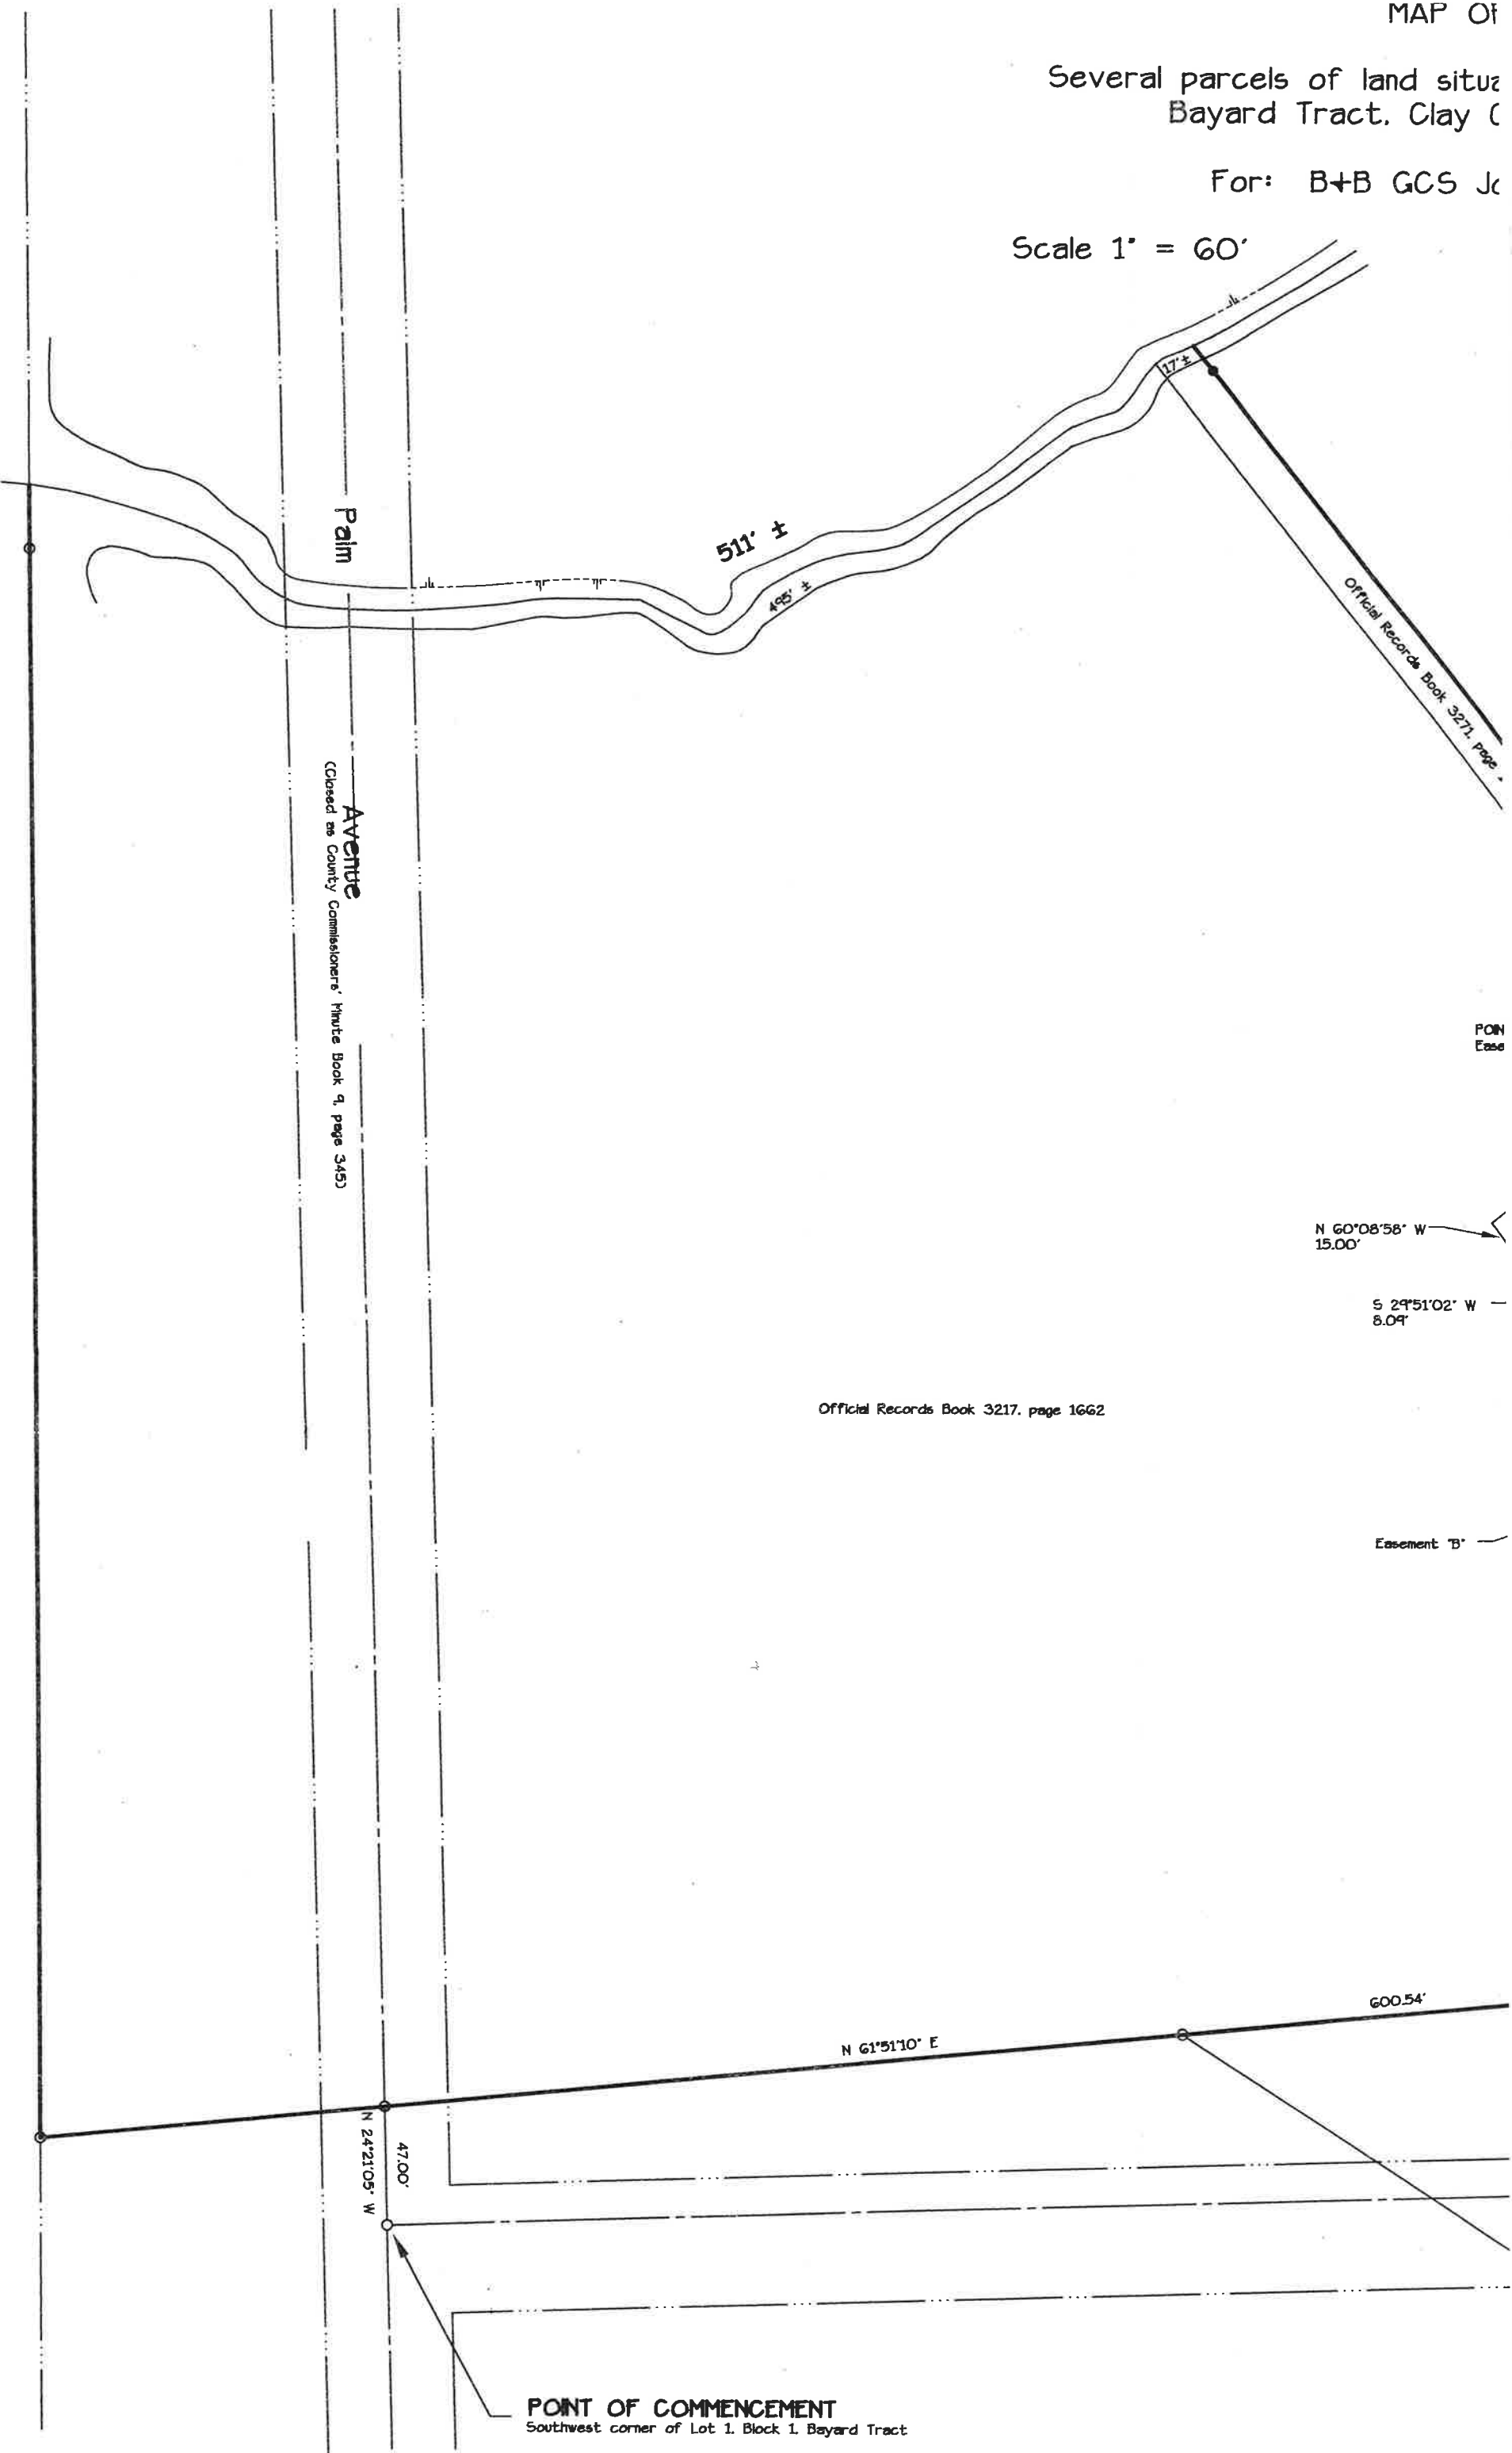 MAP OF
Several parcels of land situa
Bayard Tract, Clay C
For: B+B GCS Jo
Scale 1" = 60'
17' ±
Palm
511' ±
495' ±
Official Records Book 3271, page
Avenue
(Closed as County Commissioners' Minute Book 9, page 345)
POIN
Ease
N 60°08'58" W
15.00'
S 29°51'02" W
8.09'
Official Records Book 3217, page 1662
Easement "B"
600.54'
N 61°51'10" E
47.00'
N 24°21'05" W
POINT OF COMMENCEMENT
Southwest corner of Lot 1, Block 1, Bayard Tract